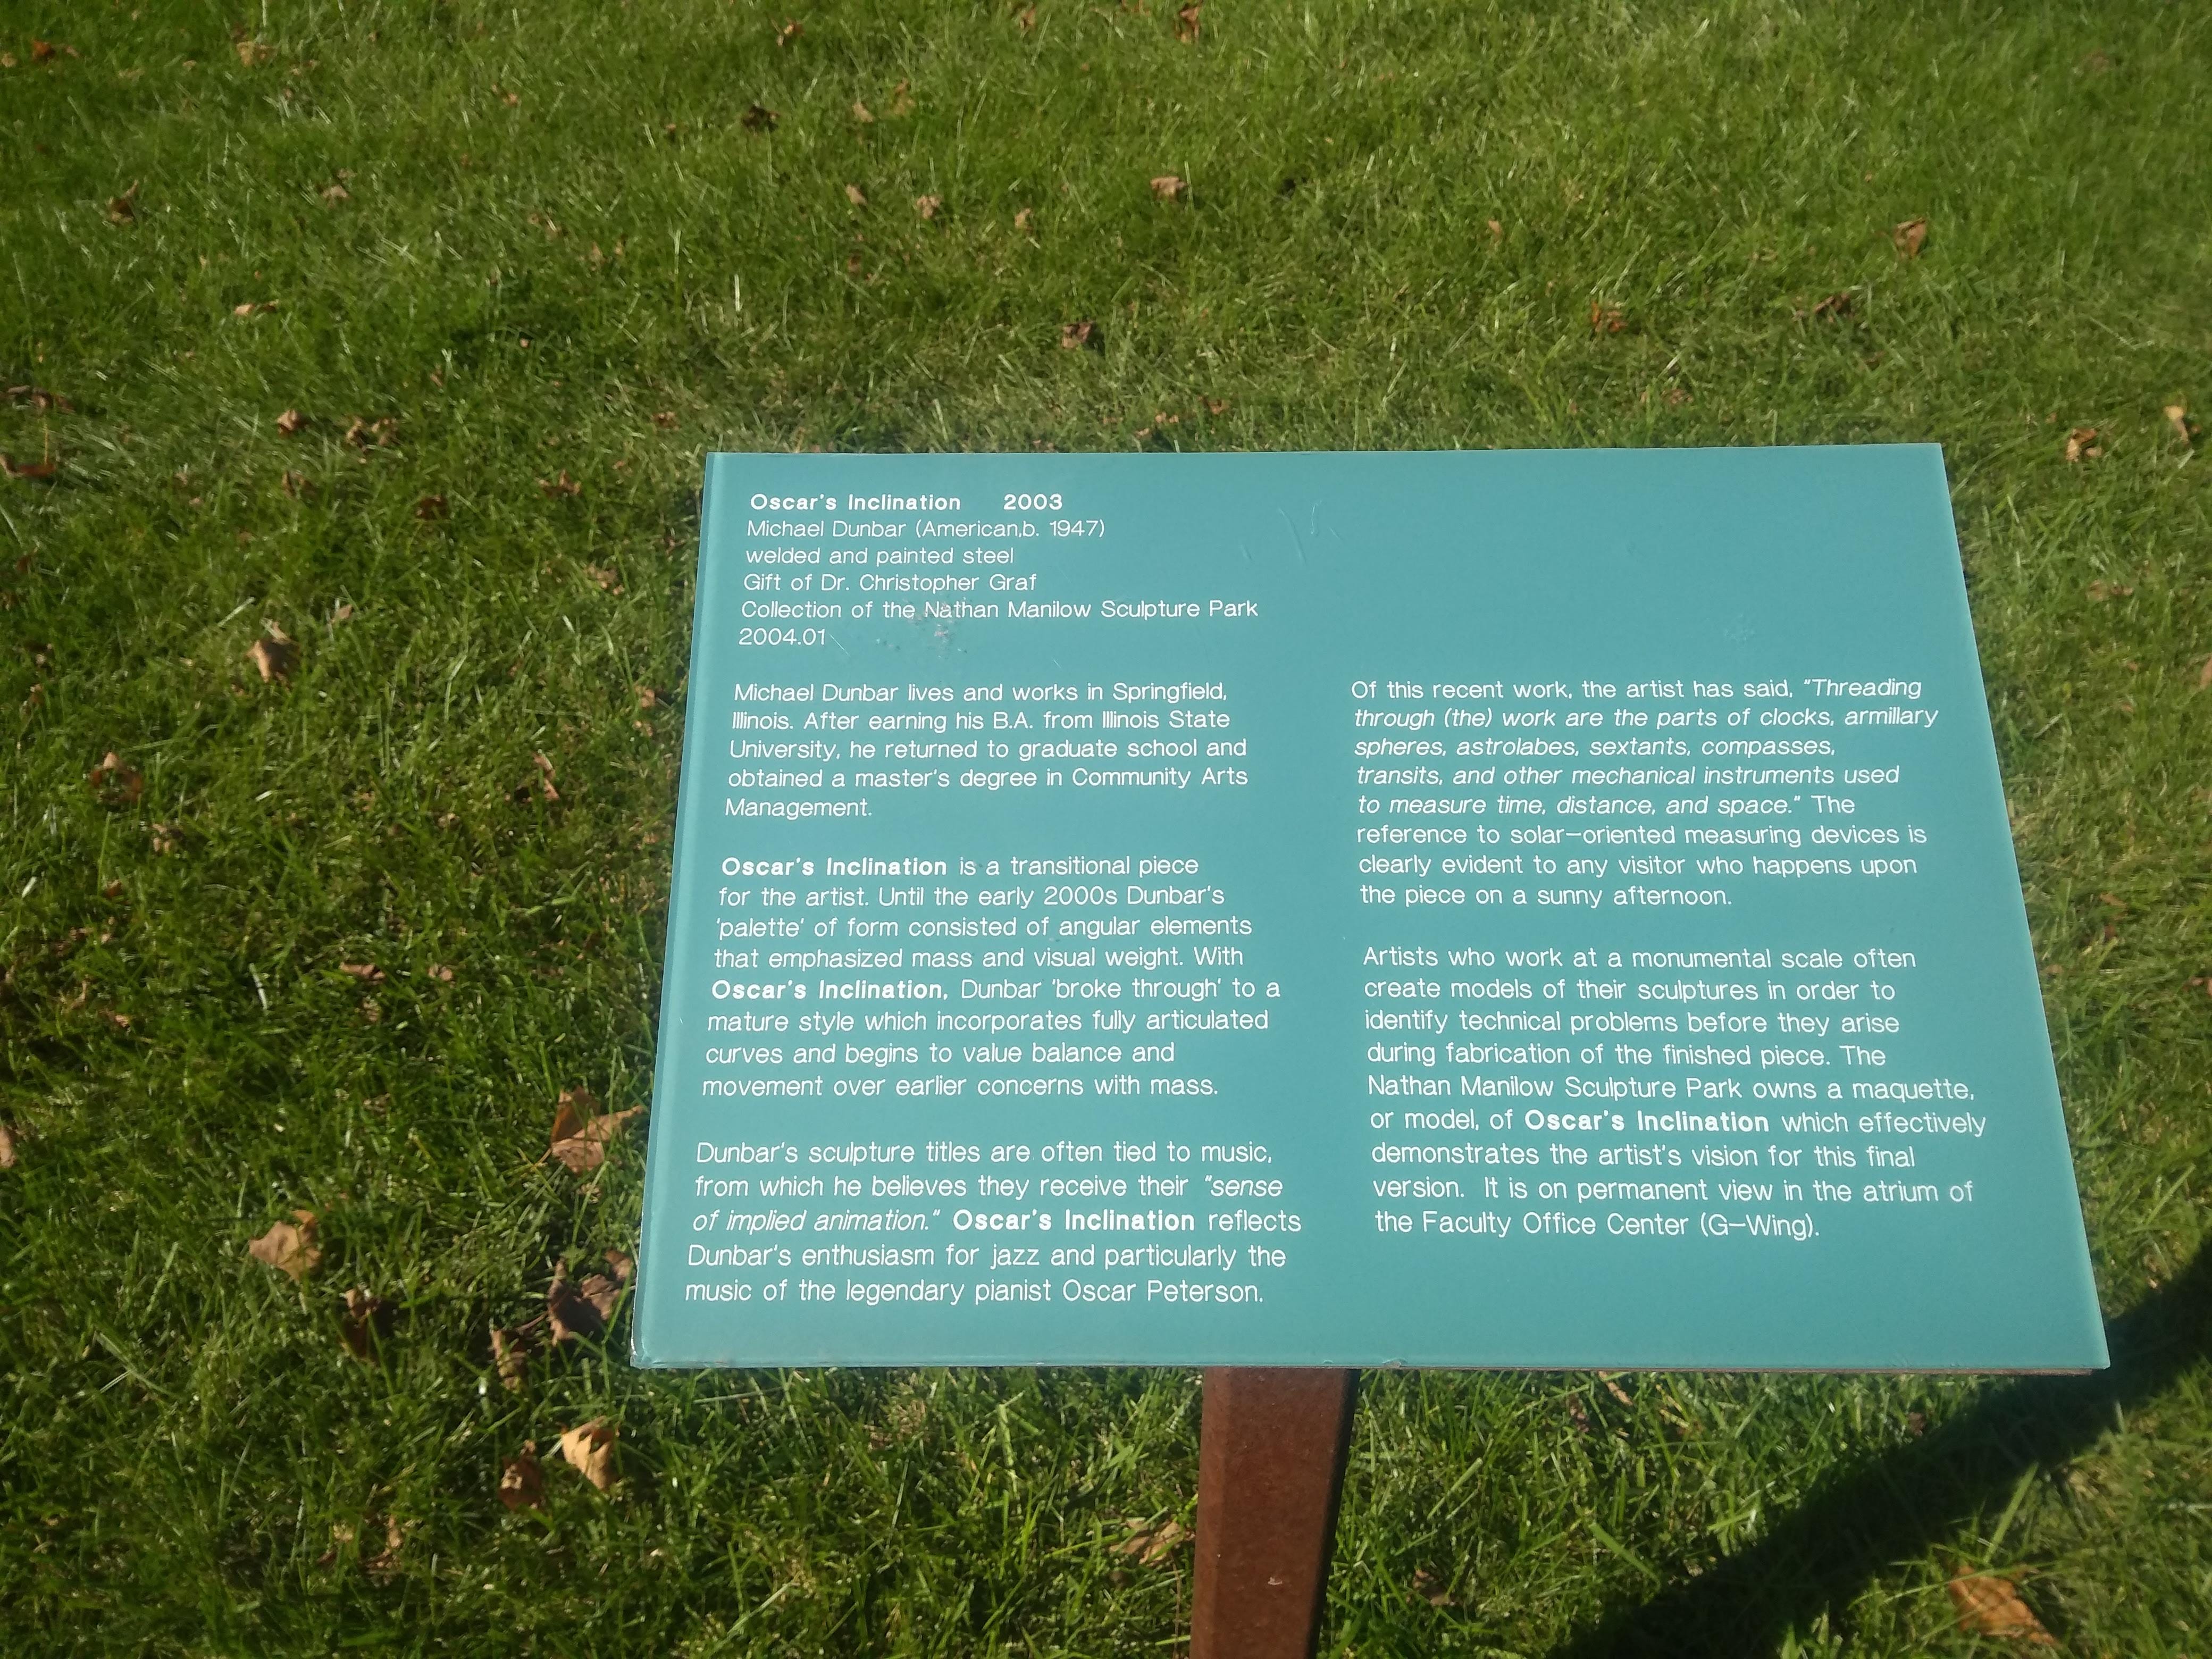 Oscar's Inclination 2003
Michael Dunbar (American,b. 1947)
welded and painted steel
Gift of Dr. Christopher Graf
Collection of the Nathan Manilow Sculpture Park
2004.01
Michael Dunbar lives and works in Springfield,
Illinois. After earning his B.A. from Illinois State
University, he returned to graduate school and
obtained a master's degree in Community Arts
Management.
Oscar's Inclination is a transitional piece
for the artist. Until the early 2000s Dunbar's
'palette' of form consisted of angular elements
that emphasized mass and visual weight. With
Oscar's Inclination, Dunbar 'broke through' to a
mature style which incorporates fully articulated
curves and begins to value balance and
movement over earlier concerns with mass.
Dunbar's sculpture titles are often tied to music,
from which he believes they receive their "sense
of implied animation." Oscar's Inclination reflects
Dunbar's enthusiasm for jazz and particularly the
music of the legendary pianist Oscar Peterson.
Of this recent work, the artist has said, "Threading
through (the) work are the parts of clocks, armillary
spheres, astrolabes, sextants, compasses,
transits, and other mechanical instruments used
to measure time, distance, and space." The
reference to solar-oriented measuring devices is
clearly evident to any visitor who happens upon
the piece on a sunny afternoon.
Artists who work at a monumental scale often
create models of their sculptures in order to
identify technical problems before they arise
during fabrication of the finished piece. The
Nathan Manilow Sculpture Park owns a maquette,
or model, of Oscar's Inclination which effectively
demonstrates the artist's vision for this final
version. It is on permanent view in the atrium of
the Faculty Office Center (G-Wing).